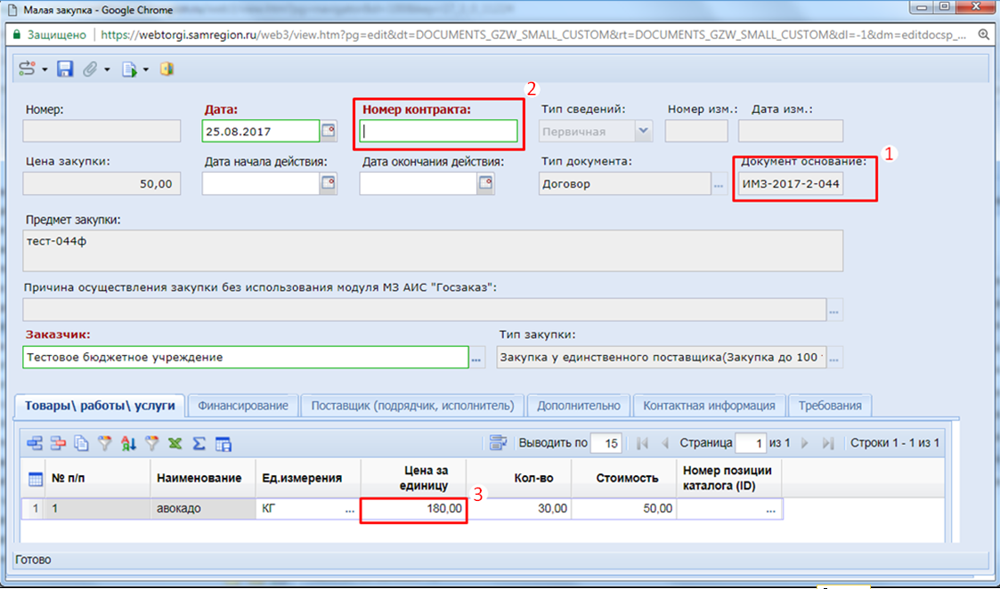 Малая закупка - Google Chrome
Защищено https://webtorgi.samregion.ru/web3/view.htm?pg=edit&dt=DOCUMENTS_GZW_SMALL_CUSTOM&rt=DOCUMENTS_GZW_SMALL_CUSTOM&dl=-1&dm=editdocsp_...
2
Номер: Дата: Номер контракта: Тип сведений: Номер изм.: Дата изм.:
25.08.2017 Первичная
1
Цена закупки: Дата начала действия: Дата окончания действия: Тип документа: Документ основание:
50,00 Договор ... ИМЗ-2017-2-044
Предмет закупки:
тест-044ф
Причина осуществления закупки без использования модуля МЗ АИС "Госзаказ":
...
Заказчик: Тип закупки:
Тестовое бюджетное учреждение ... Закупка у единственного поставщика(Закупка до 100 ...
Товары\ работы\ услуги Финансирование Поставщик (подрядчик, исполнитель) Дополнительно Контактная информация Требования
Выводить по 15 Страница 1 из 1 Строки 1 - 1 из 1
№ п/п Наименование Ед.измерения Цена за единицу Кол-во Стоимость Номер позиции каталога (ID)
3
1 1 авокадо КГ ... 180,00 30,00 50,00 ...
Готово